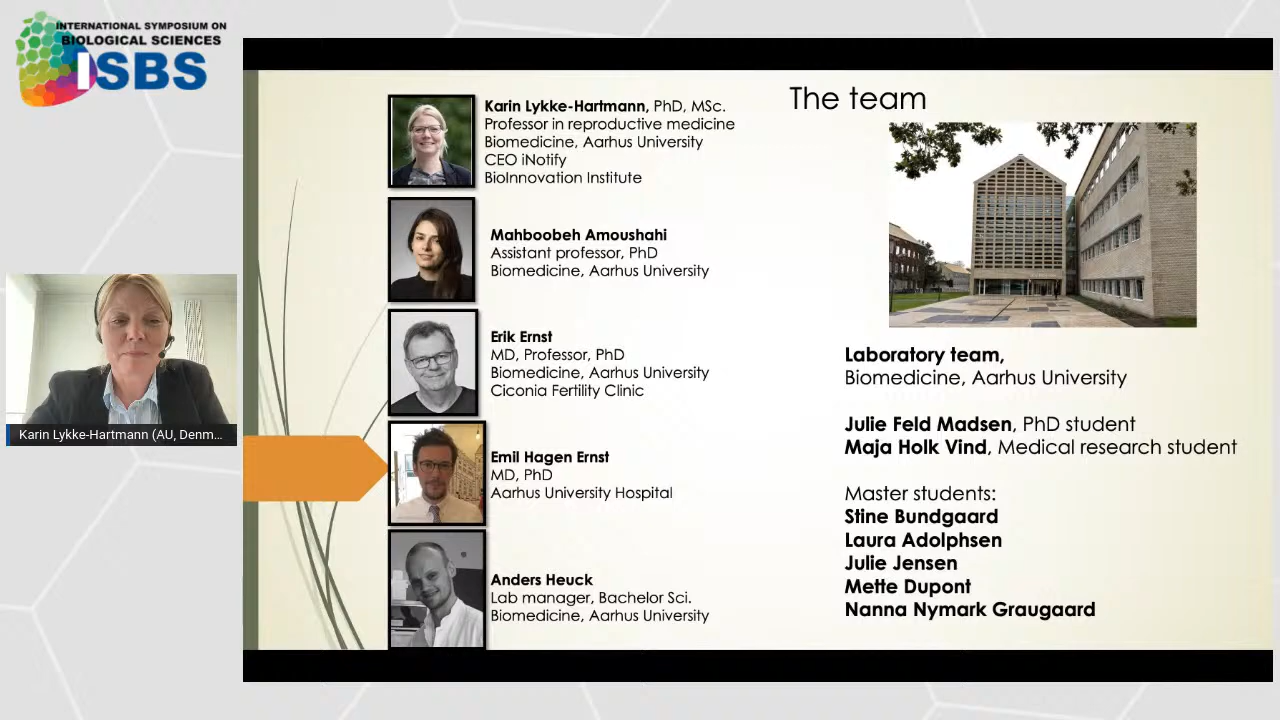 INTERNATIONAL SYMPOSIUM ON
BIOLOGICAL SCIENCES
ISBS
The team
Karin Lykke-Hartmann, PhD, MSc.
Professor in reproductive medicine
Biomedicine, Aarhus University
CEO iNotify
BioInnovation Institute
Mahboobeh Amoushahi
Assistant professor, PhD
Biomedicine, Aarhus University
Erik Ernst
MD, Professor, PhD
Biomedicine, Aarhus University
Ciconia Fertility Clinic
Emil Hagen Ernst
MD, PhD
Aarhus University Hospital
Anders Heuck
Lab manager, Bachelor Sci.
Biomedicine, Aarhus University
Laboratory team,
Biomedicine, Aarhus University
Julie Feld Madsen, PhD student
Maja Holk Vind, Medical research student
Master students:
Stine Bundgaard
Laura Adolphsen
Julie Jensen
Mette Dupont
Nanna Nymark Graugaard
Karin Lykke-Hartmann (AU, Denm...